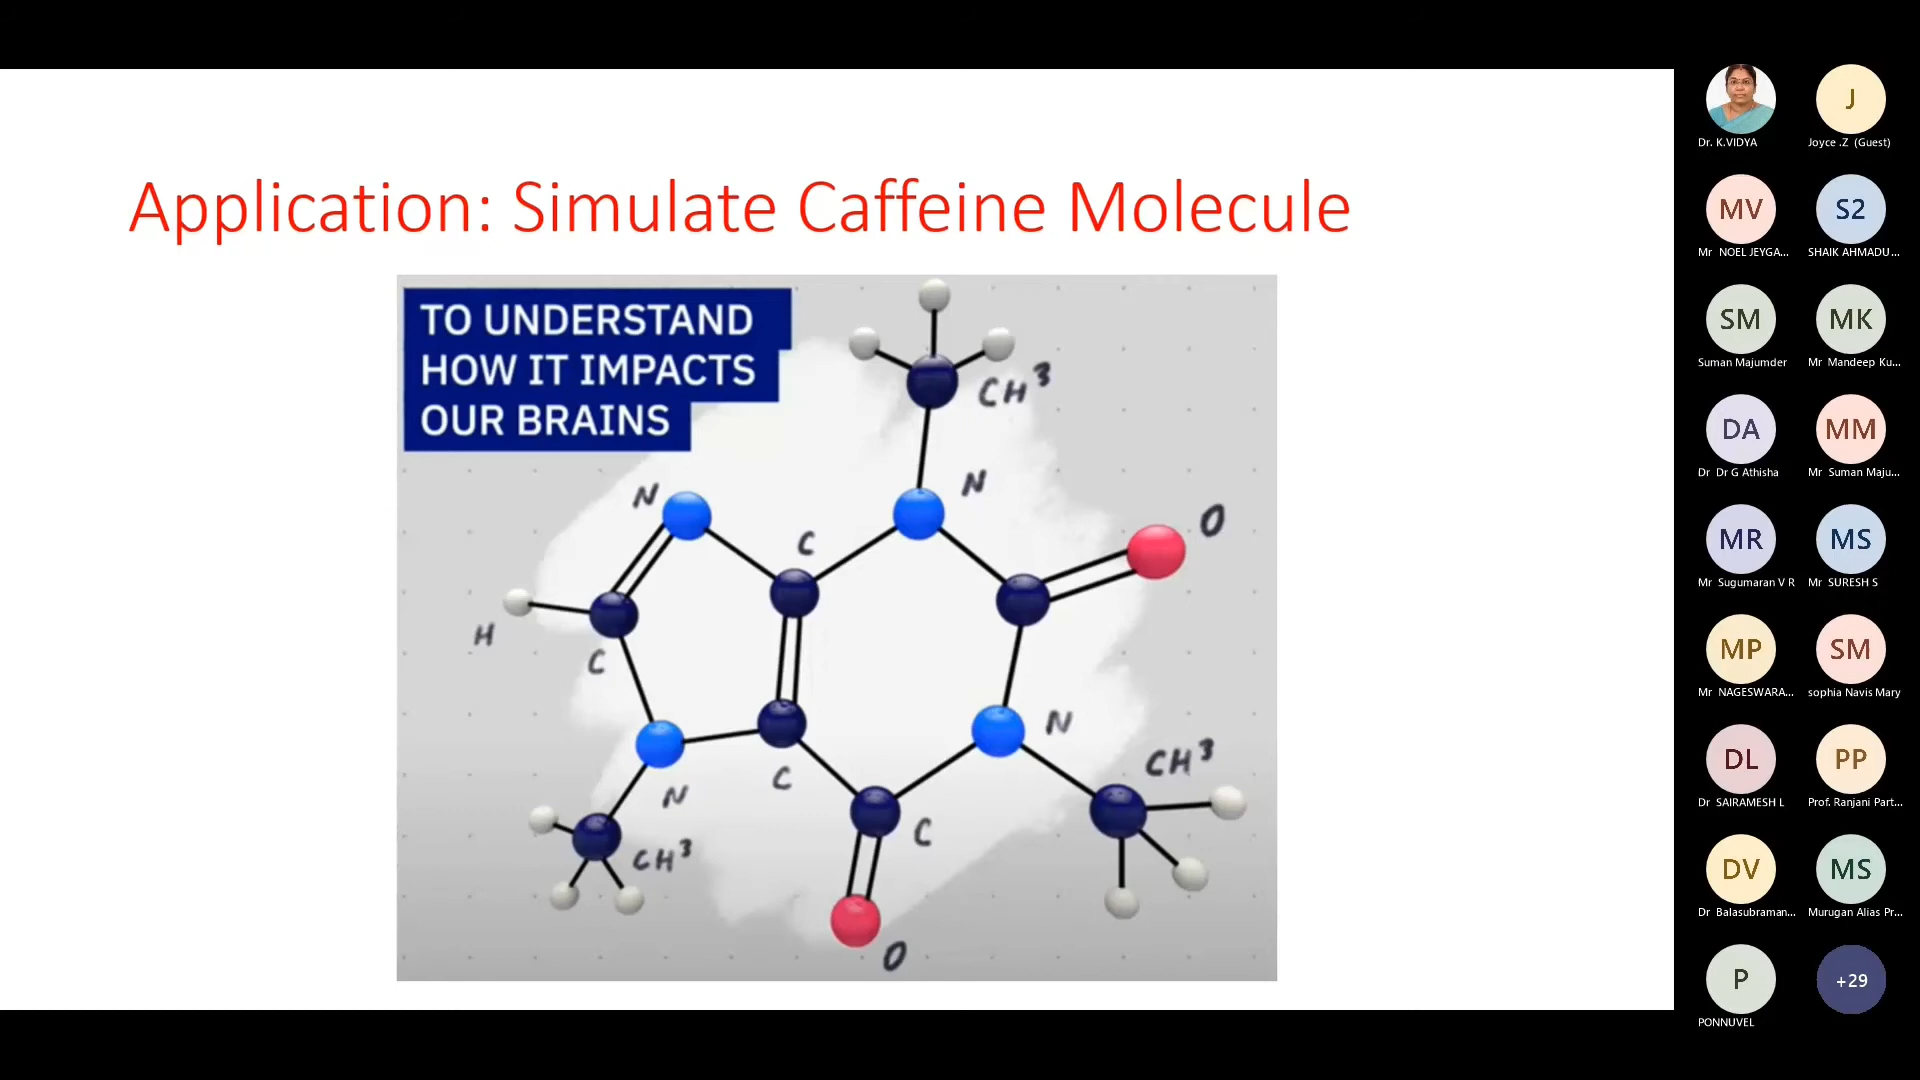 Application: Simulate Caffeine Molecule
TO UNDERSTAND
HOW IT IMPACTS
OUR BRAINS
CH³
N
N
O
C
H
C
N
CH³
N
C
C
CH³
O
Dr. K.VIDYA
J
Joyce .Z (Guest)
MV
Mr NOEL JEYGA...
S2
SHAIK AHMADU...
SM
Suman Majumder
MK
Mr Mandeep Ku...
DA
Dr Dr G Athisha
MM
Mr Suman Maju...
MR
Mr Sugumaran V R
MS
Mr SURESH S
MP
Mr NAGESWARA...
SM
sophia Navis Mary
DL
Dr SAIRAMESH L
PP
Prof. Ranjani Part...
DV
Dr Balasubraman...
MS
Murugan Alias Pr...
P
PONNUVEL
+29